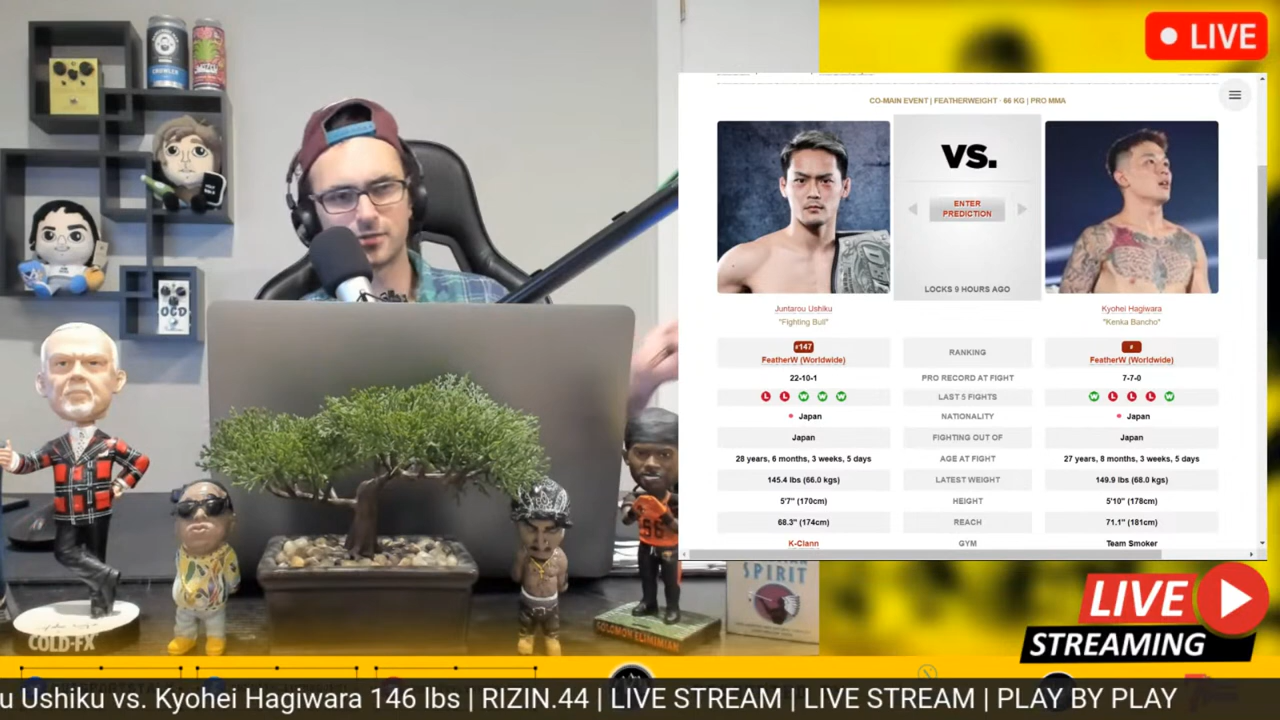 LIVE
CO-MAIN EVENT | FEATHERWEIGHT · 66 KG | PRO MMA
VS.
ENTER
PREDICTION
LOCKS 9 HOURS AGO
Juntarou Ushiku
"Fighting Bull"
Kyohei Hagiwara
"Kenka Bancho"
#147
FeatherW (Worldwide)
RANKING
#
FeatherW (Worldwide)
22-10-1
PRO RECORD AT FIGHT
7-7-0
L L W W W
LAST 5 FIGHTS
W L L L W
Japan
NATIONALITY
Japan
Japan
FIGHTING OUT OF
Japan
28 years, 6 months, 3 weeks, 5 days
AGE AT FIGHT
27 years, 8 months, 3 weeks, 5 days
145.4 lbs (66.0 kgs)
LATEST WEIGHT
149.9 lbs (68.0 kgs)
5'7" (170cm)
HEIGHT
5'10" (178cm)
68.3" (174cm)
REACH
71.1" (181cm)
K-Clann
GYM
Team Smoker
CROWLER
OCD
COLD-FX
56
SOLOMON ELIMIMIAN
SPIRIT
LIVE
STREAMING
u Ushiku vs. Kyohei Hagiwara 146 lbs | RIZIN.44 | LIVE STREAM | LIVE STREAM | PLAY BY PLAY